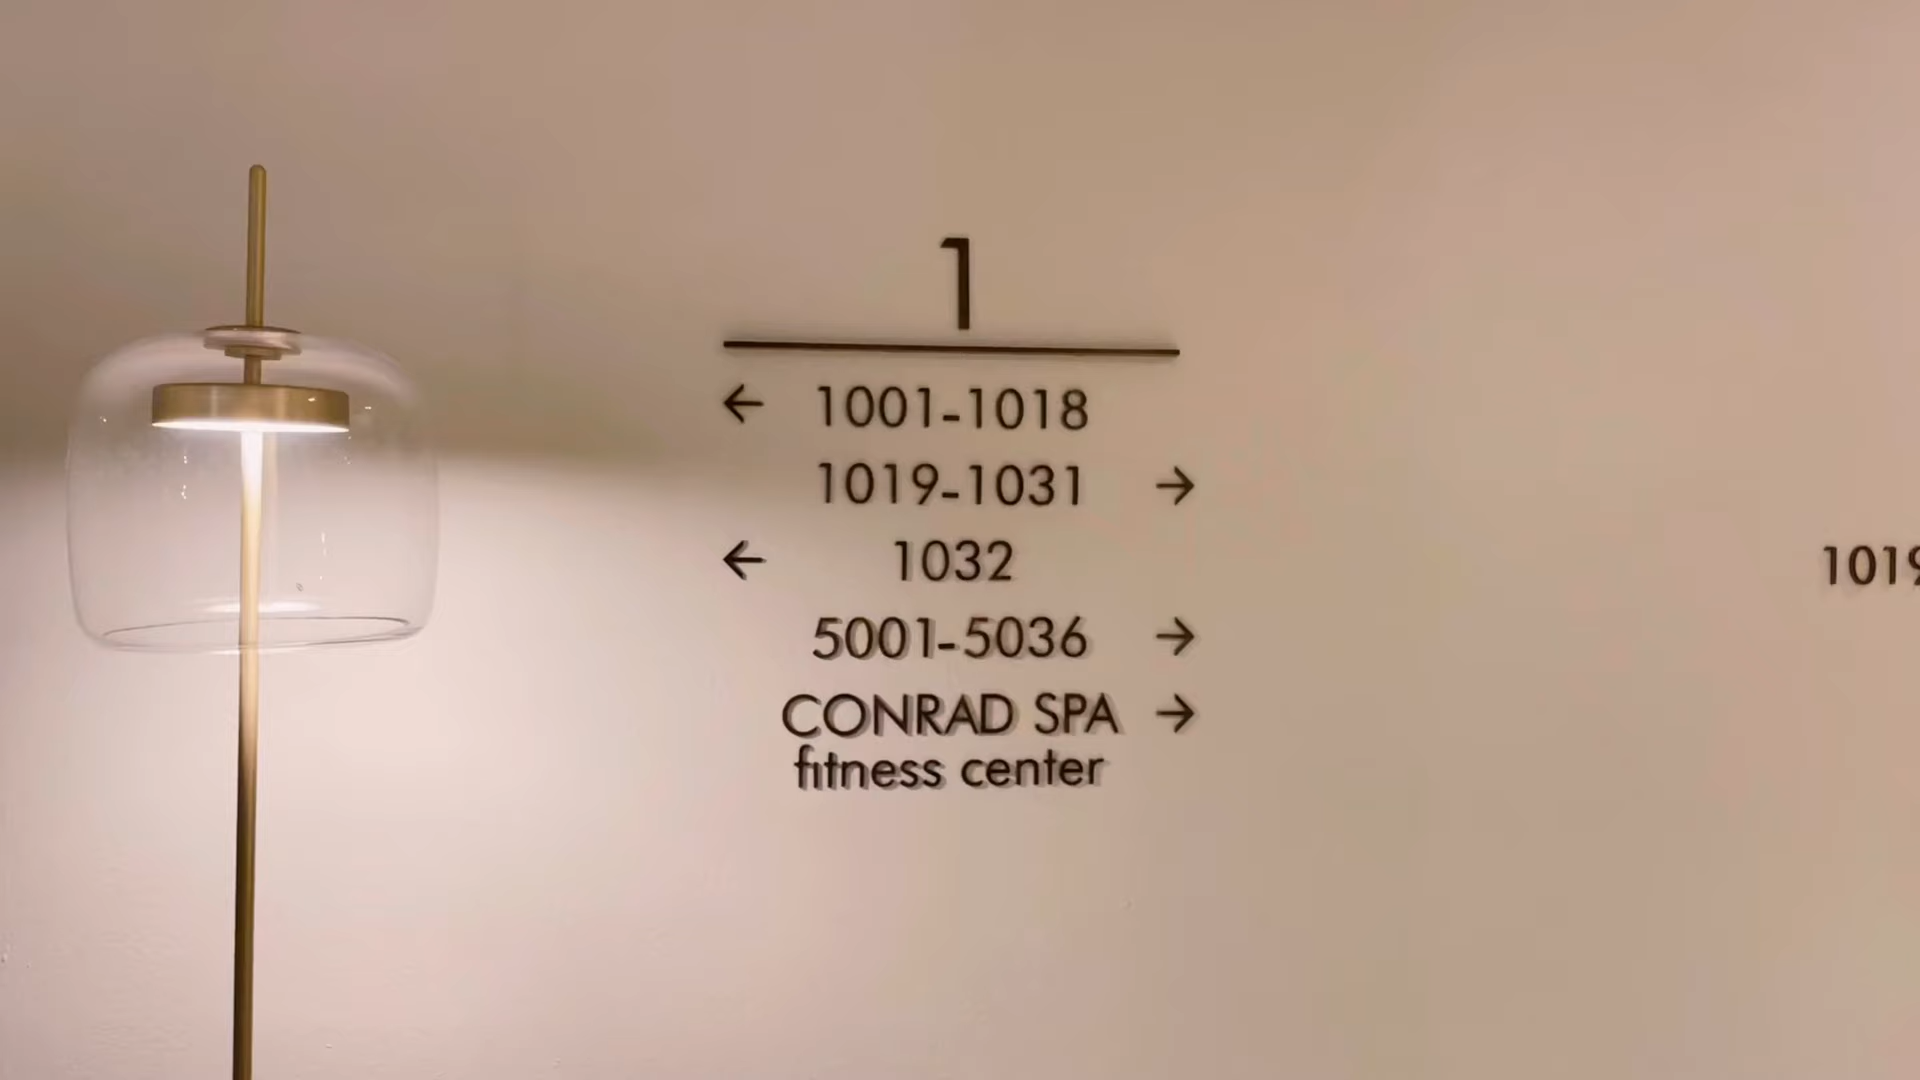 1
← 1001-1018
1019-1031 →
← 1032
5001-5036 →
CONRAD SPA →
fitness center